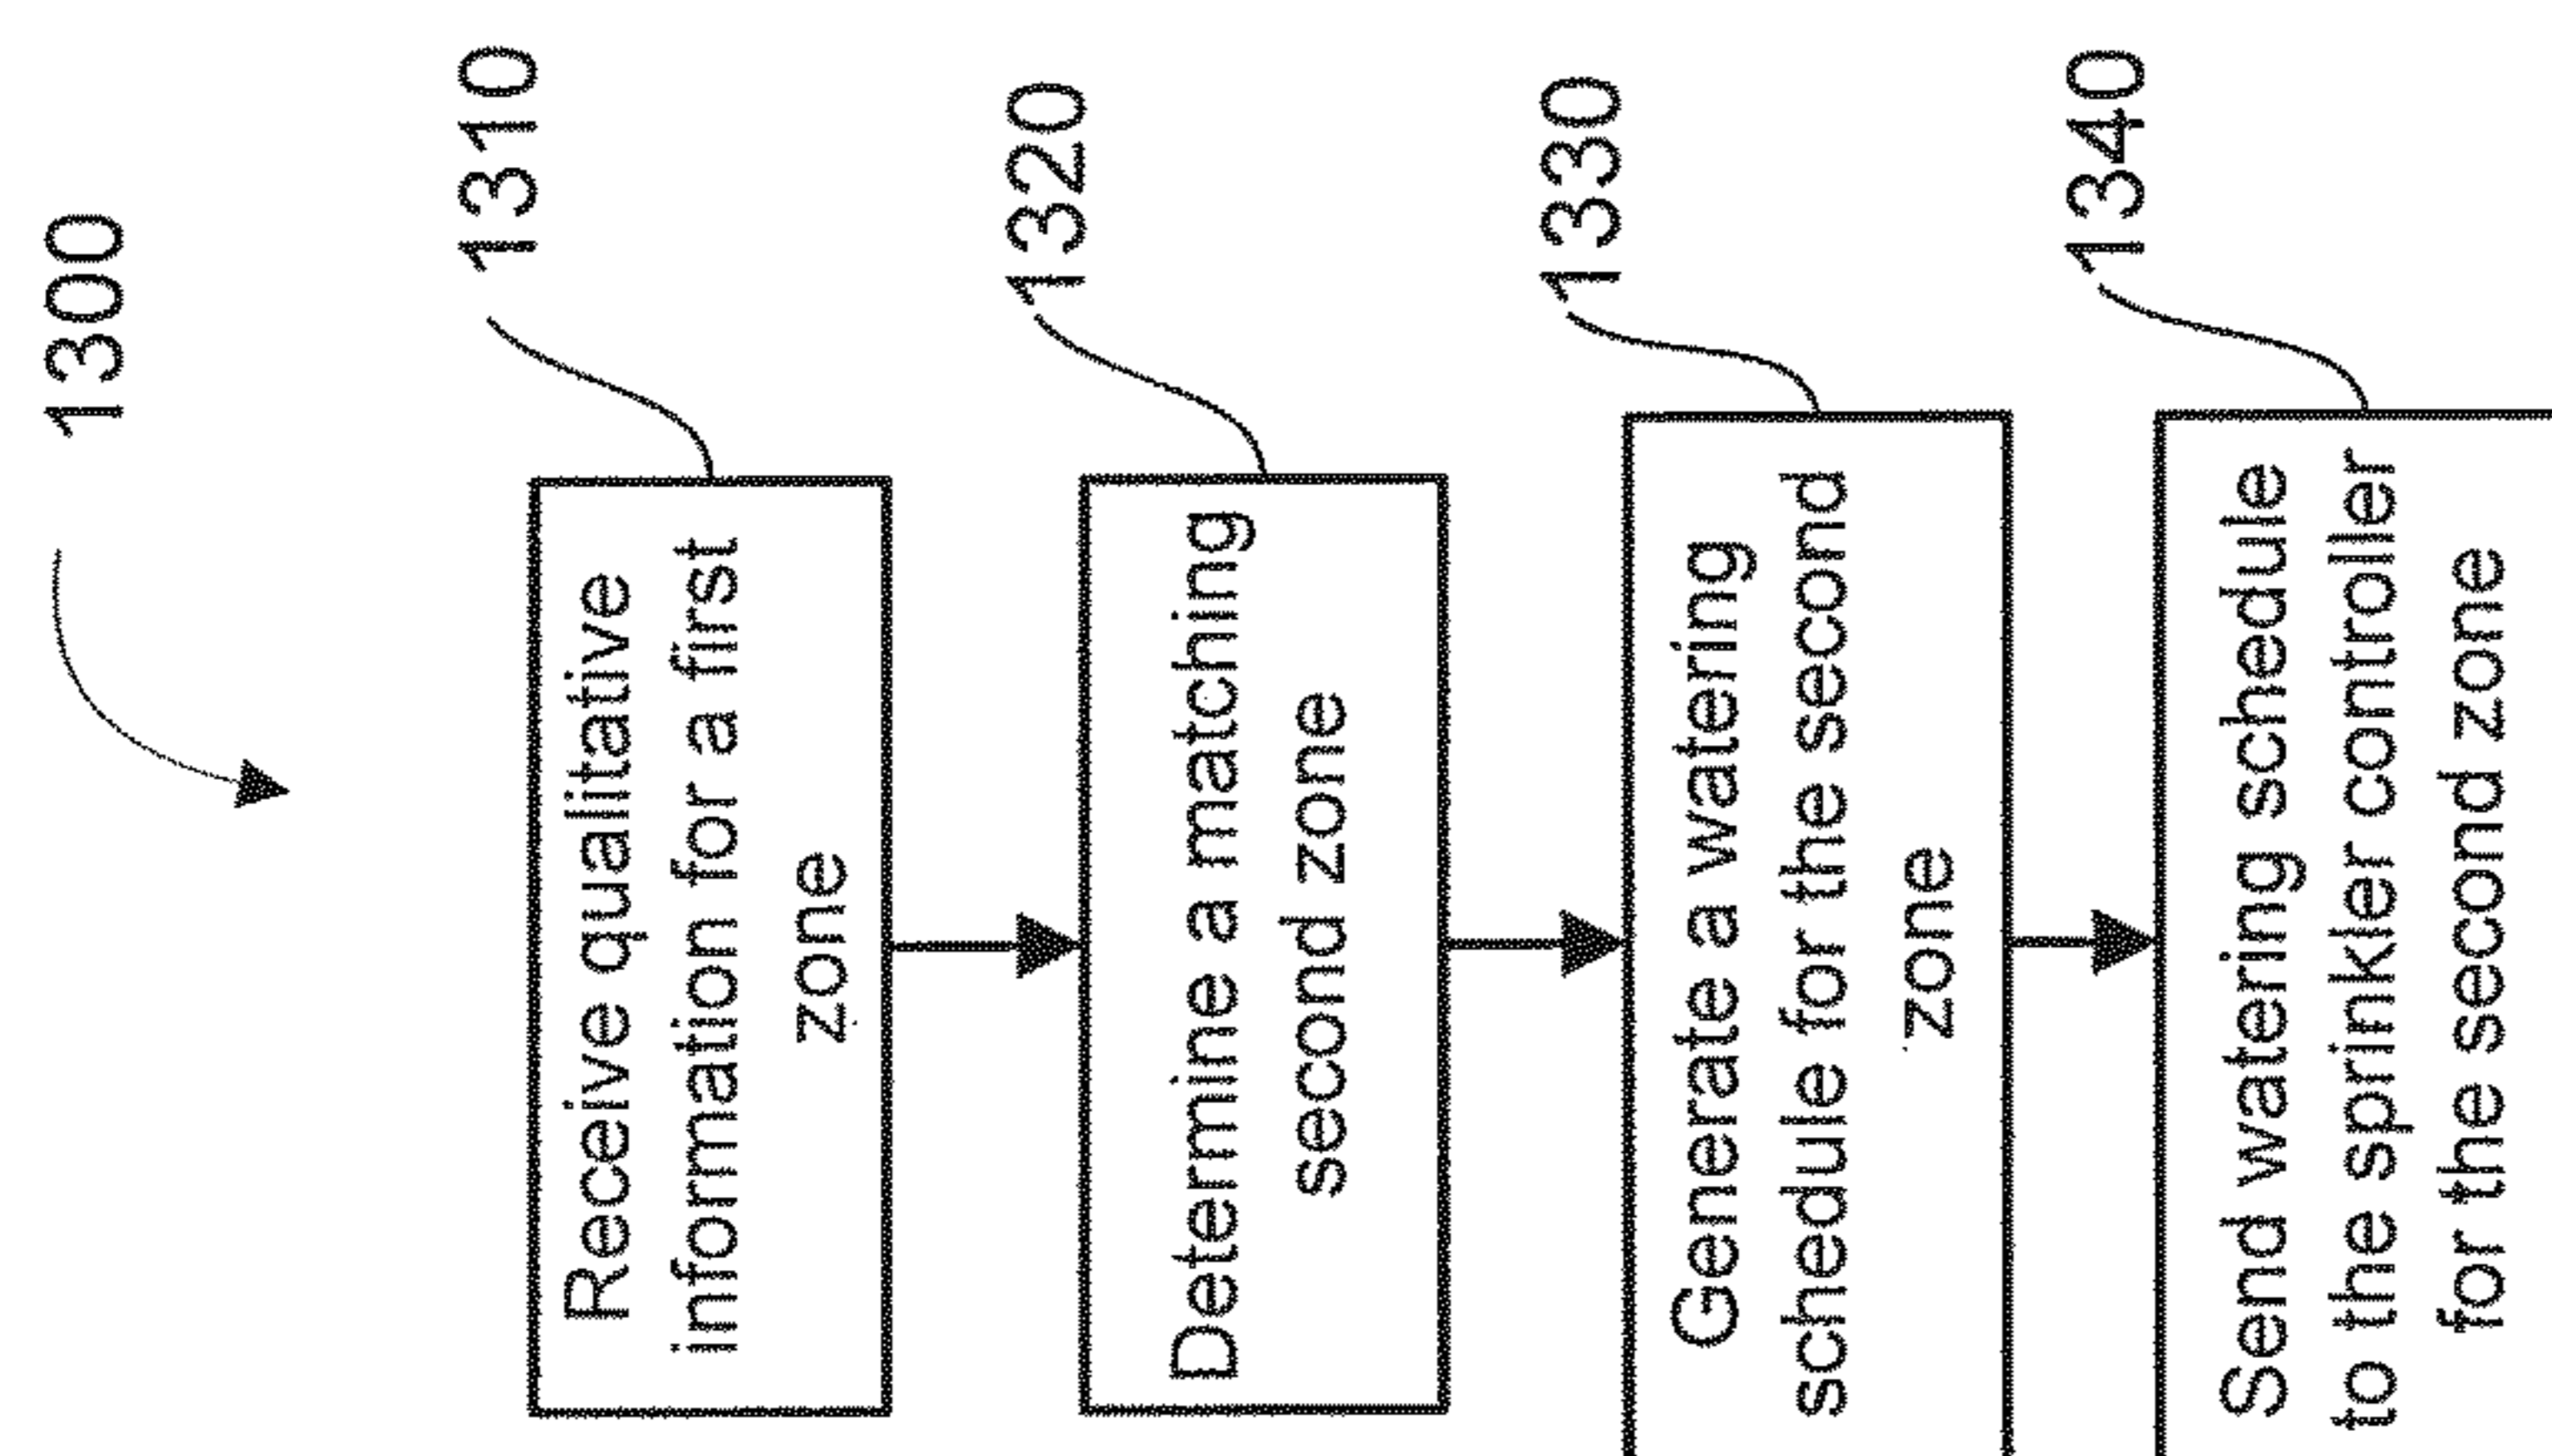 1300
1310
Receive qualitative
information for a first
zone
1320
Determine a matching
second zone
1330
Generate a watering
schedule for the second
zone
1340
Send watering schedule
to the sprinkler controller
for the second zone